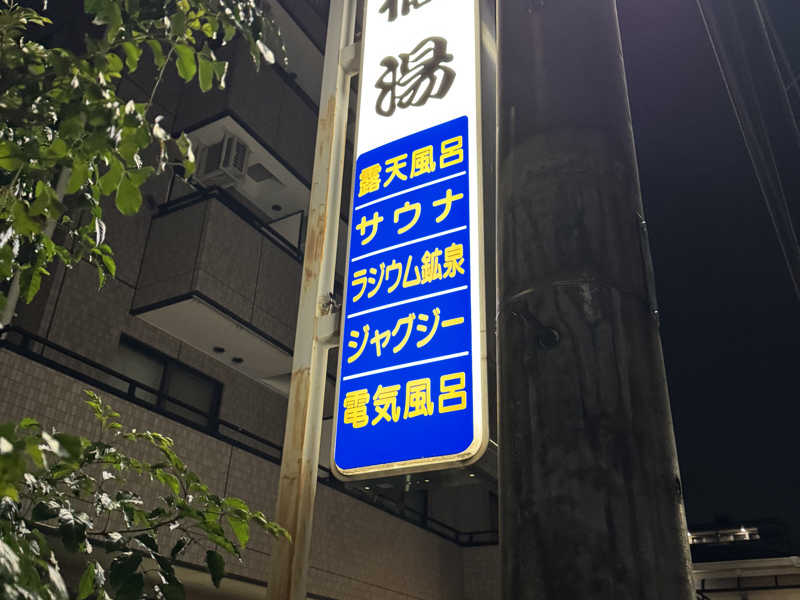 湯
露天風呂
サウナ
ラジウム鉱泉
ジャグジー
電気風呂